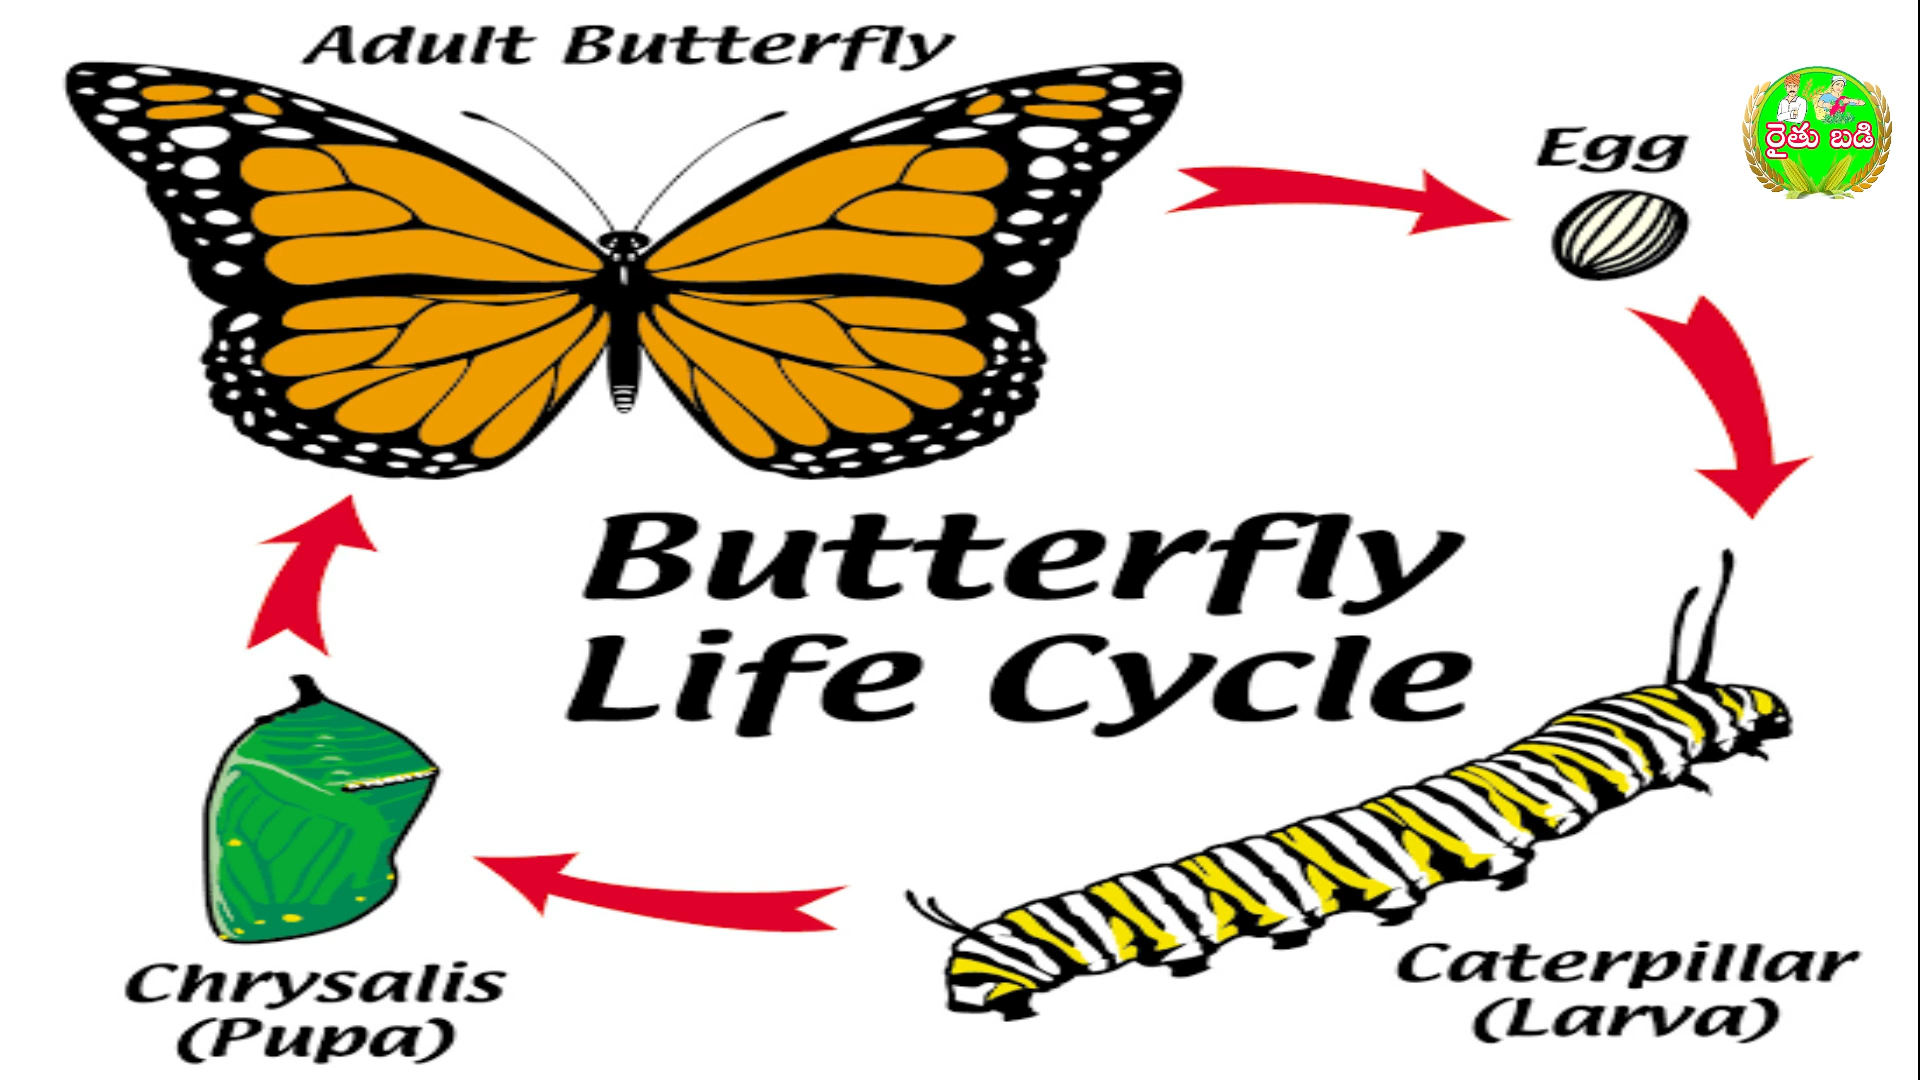 Adult Butterfly
Egg
రైతు బడి
Butterfly
Life Cycle
Caterpillar
(Larva)
Chrysalis
(Pupa)